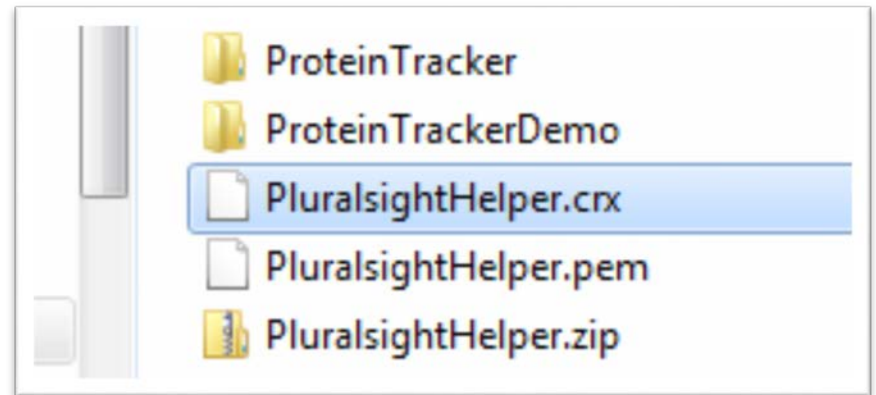 ProteinTracker
ProteinTrackerDemo
PluralsightHelper.crx
PluralsightHelper.pem
PluralsightHelper.zip